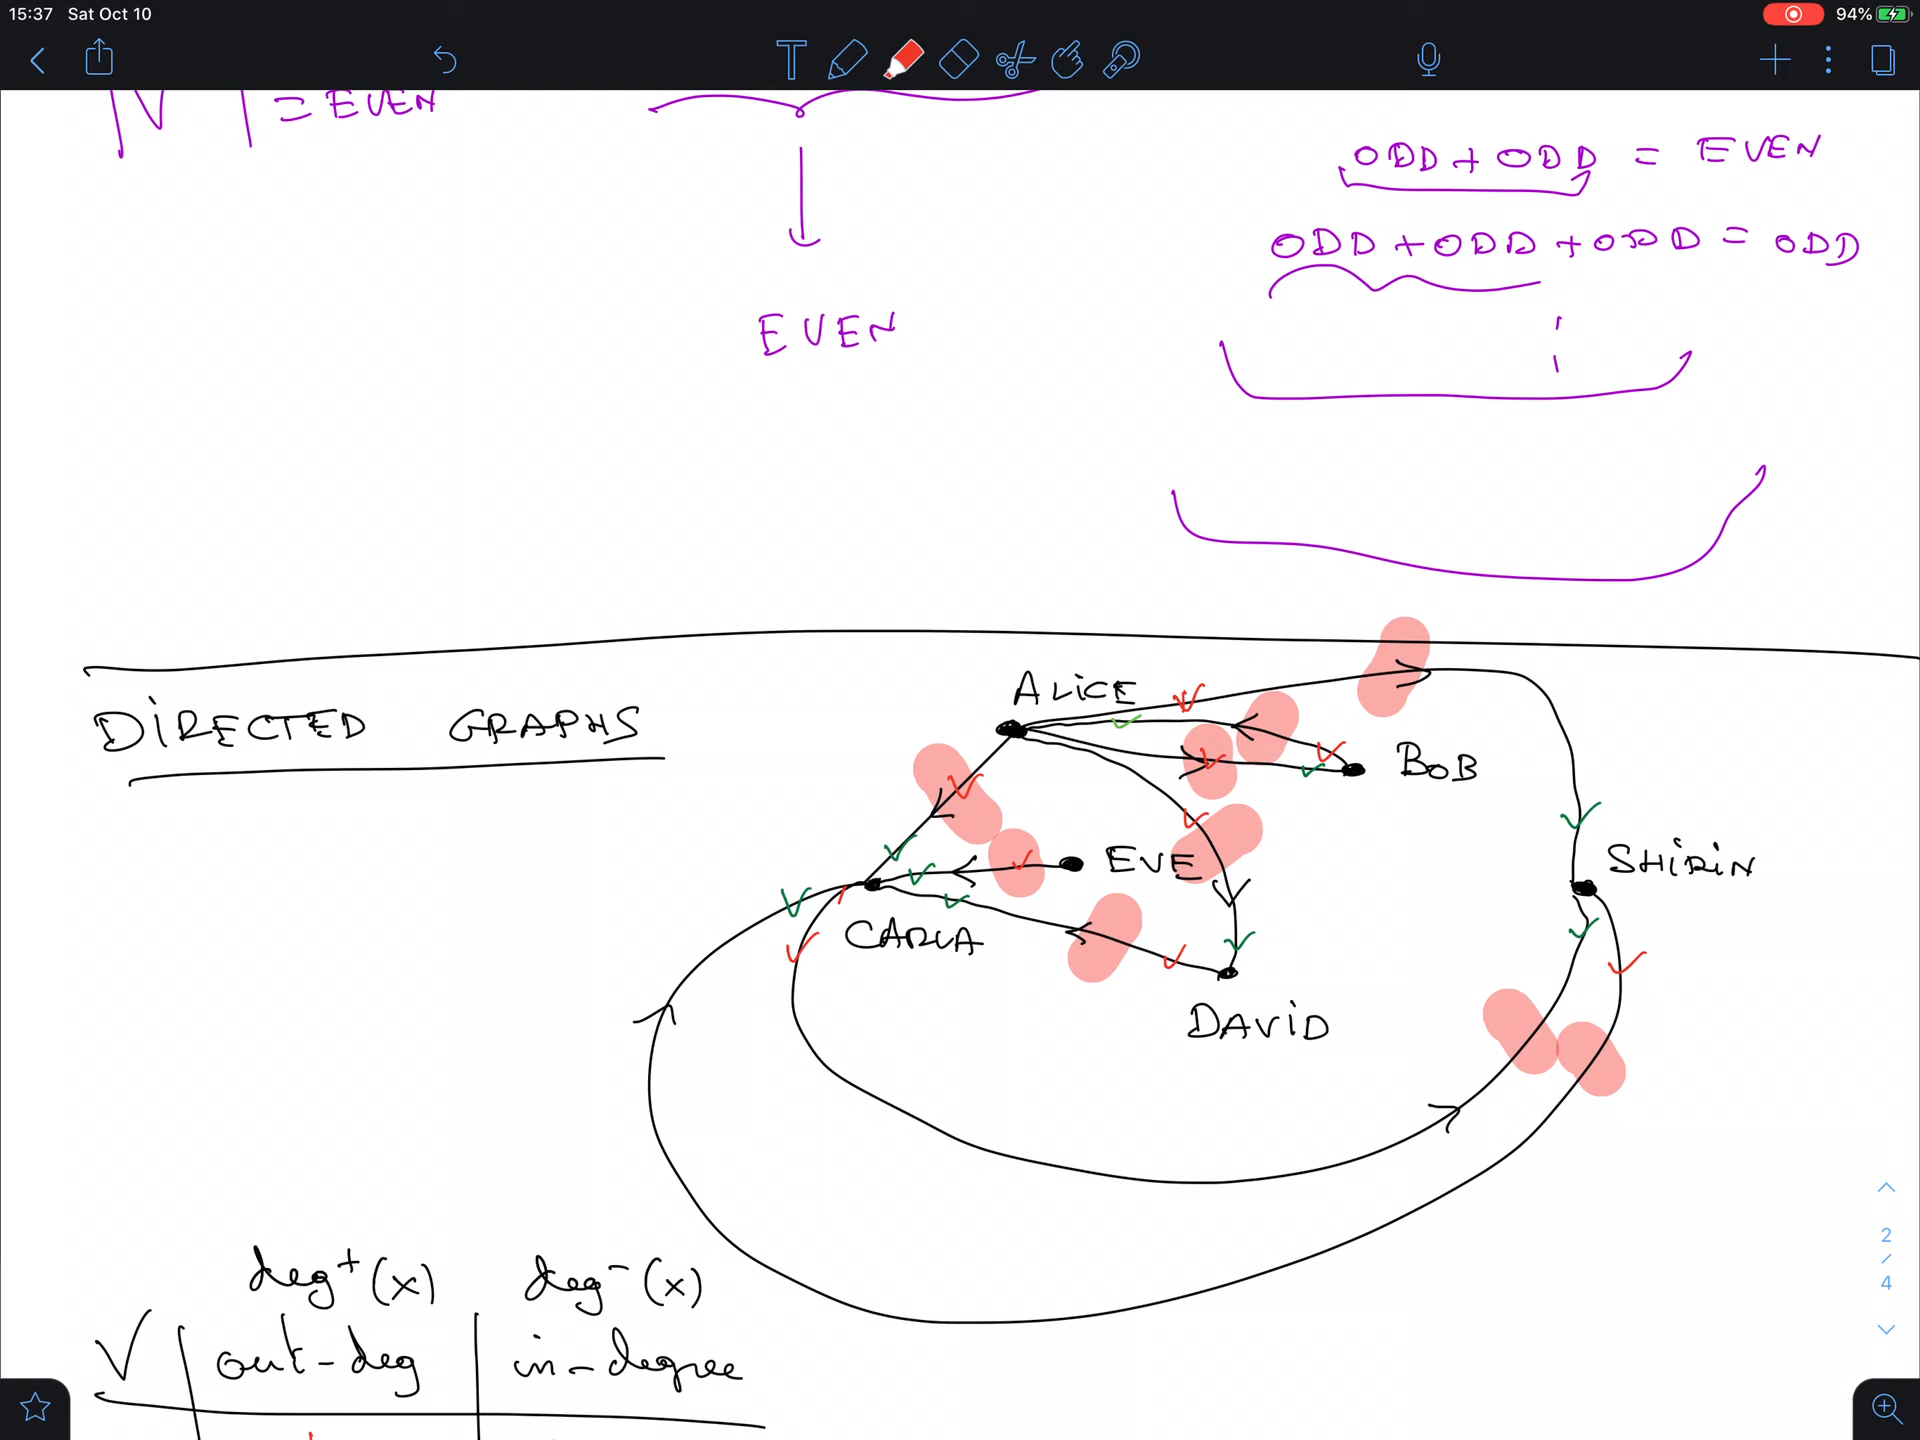 15:37 Sat Oct 10
94%
= EVEN
ODD + ODD = EVEN
ODD + ODD + ODD = ODD
EVEN
DIRECTED GRAPHS
ALICE
BOB
EVE
SHIRIN
CARLA
DAVID
2
/
4
deg⁺(x) deg⁻(x)
V out-deg in-degree